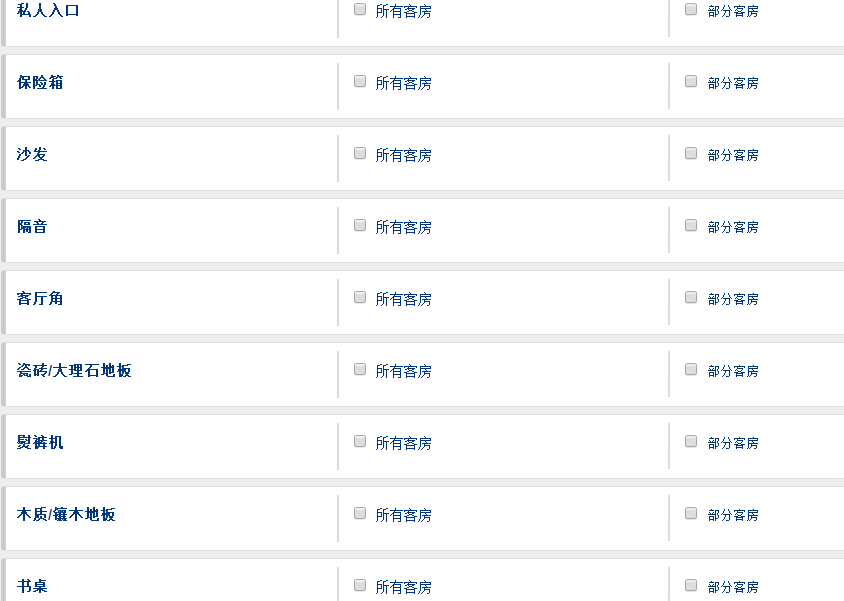 私人入口 所有客房 部分客房
保险箱 所有客房 部分客房
沙发 所有客房 部分客房
隔音 所有客房 部分客房
客厅角 所有客房 部分客房
瓷砖/大理石地板 所有客房 部分客房
熨裤机 所有客房 部分客房
木质/镶木地板 所有客房 部分客房
书桌 所有客房 部分客房